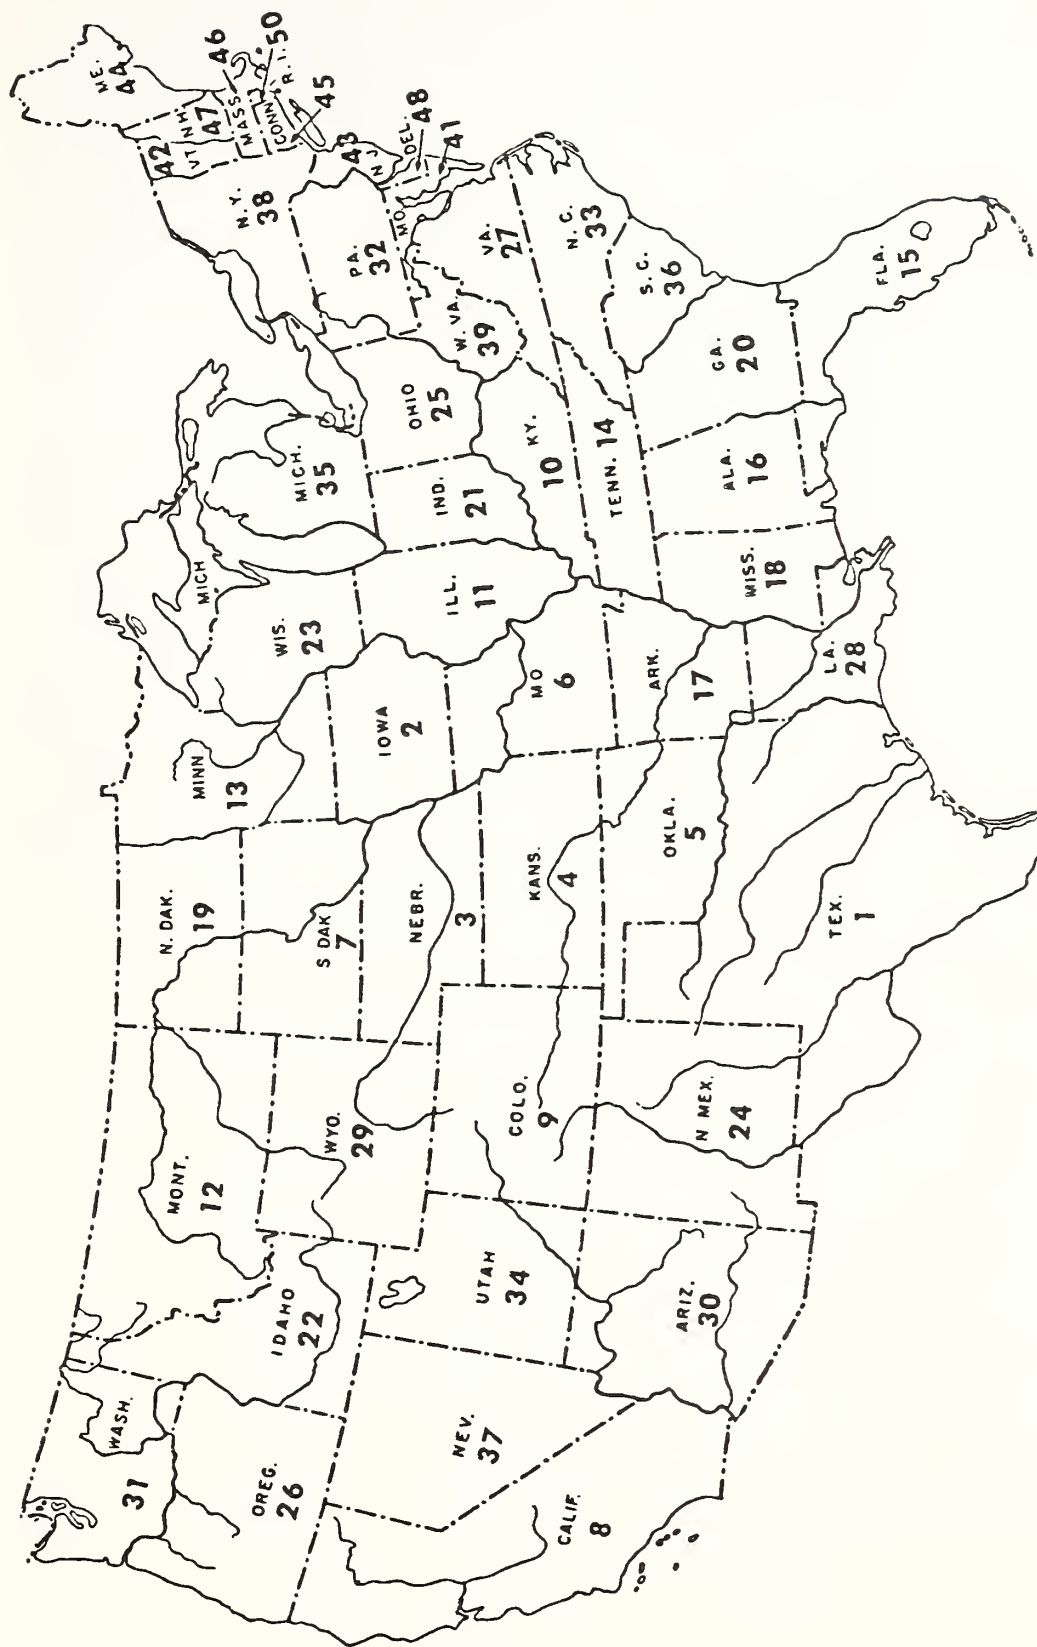 WASH.
31
OREG.
26
CALIF.
8
NEV.
37
IDAHO
22
MONT.
12
WYO.
29
UTAH
34
ARIZ.
30
COLO.
9
N MEX.
24
N. DAK.
19
S DAK
7
NEBR.
3
KANS.
4
OKLA.
5
TEX.
1
MINN
13
IOWA
2
MO
6
ARK.
17
LA.
28
WIS.
23
MICH
ILL.
11
MICH.
35
IND.
21
OHIO
25
KY.
10
TENN. 14
MISS.
18
ALA.
16
GA.
20
FLA.
15
S. C.
36
N. C.
33
VA.
27
W. VA.
39
PA.
32
N. Y.
38
MD.
DEL.
48
41
N J
43
CONN
45
R. I.
50
MASS
46
VT
42
N H
47
ME.
44